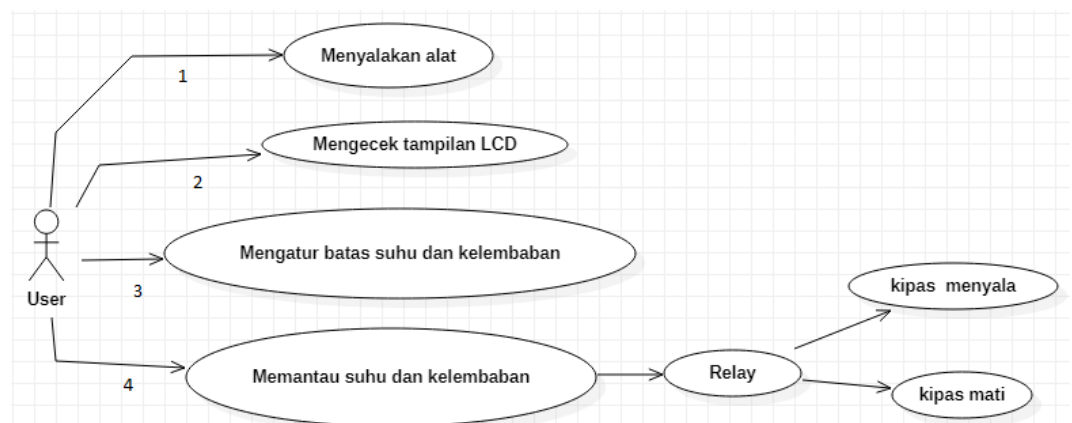 Menyalakan alat
1
Mengecek tampilan LCD
2
Mengatur batas suhu dan kelembaban
3
User
kipas  menyala
Memantau suhu dan kelembaban
4
Relay
kipas mati